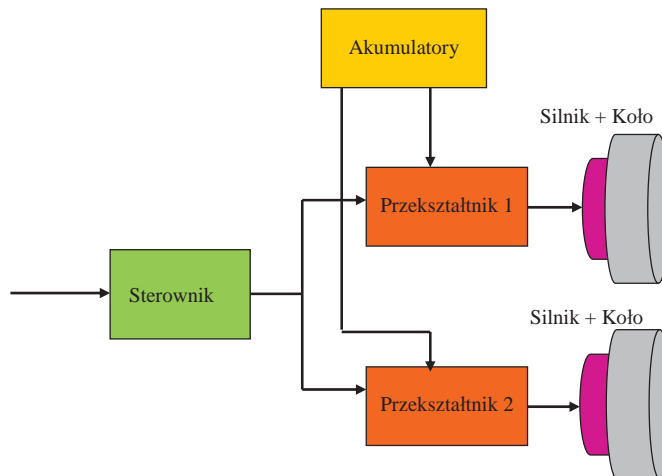 Akumulatory
Silnik + Koło
Przekształtnik 1
Sterownik
Silnik + Koło
Przekształtnik 2